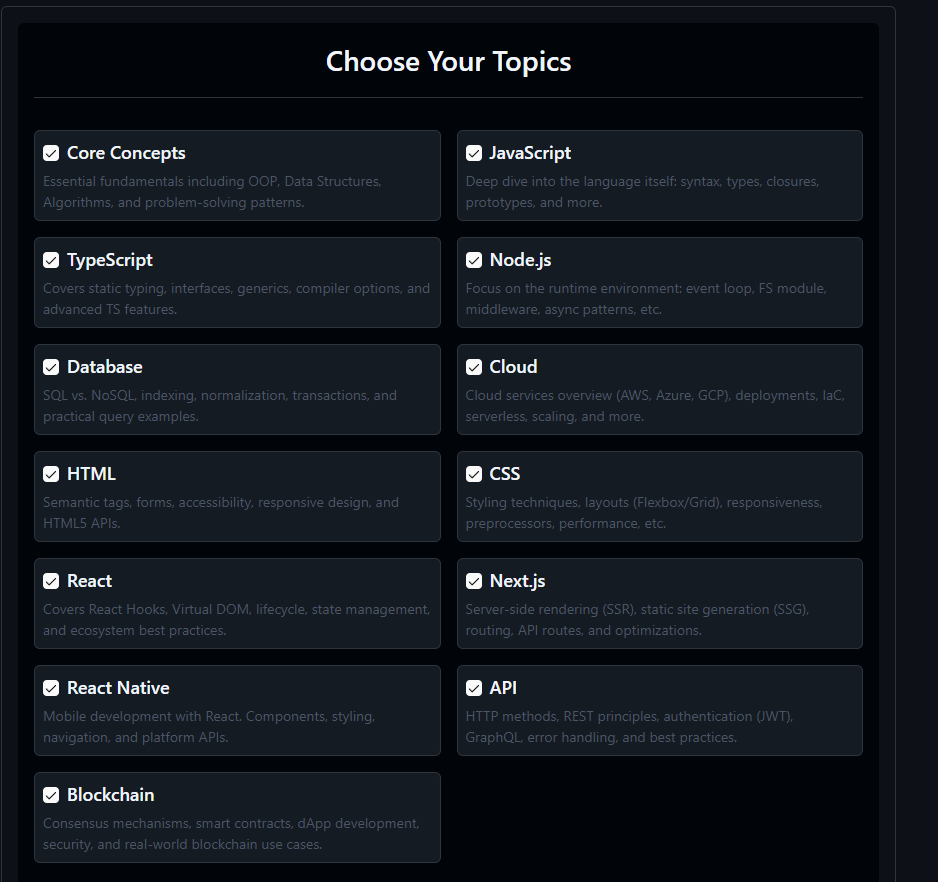 Choose Your Topics
Core Concepts
Essential fundamentals including OOP, Data Structures,
Algorithms, and problem-solving patterns.
JavaScript
Deep dive into the language itself: syntax, types, closures,
prototypes, and more.
TypeScript
Covers static typing, interfaces, generics, compiler options, and
advanced TS features.
Node.js
Focus on the runtime environment: event loop, FS module,
middleware, async patterns, etc.
Database
SQL vs. NoSQL, indexing, normalization, transactions, and
practical query examples.
Cloud
Cloud services overview (AWS, Azure, GCP), deployments, IaC,
serverless, scaling, and more.
HTML
Semantic tags, forms, accessibility, responsive design, and
HTML5 APIs.
CSS
Styling techniques, layouts (Flexbox/Grid), responsiveness,
preprocessors, performance, etc.
React
Covers React Hooks, Virtual DOM, lifecycle, state management,
and ecosystem best practices.
Next.js
Server-side rendering (SSR), static site generation (SSG),
routing, API routes, and optimizations.
React Native
Mobile development with React. Components, styling,
navigation, and platform APIs.
API
HTTP methods, REST principles, authentication (JWT),
GraphQL, error handling, and best practices.
Blockchain
Consensus mechanisms, smart contracts, dApp development,
security, and real-world blockchain use cases.